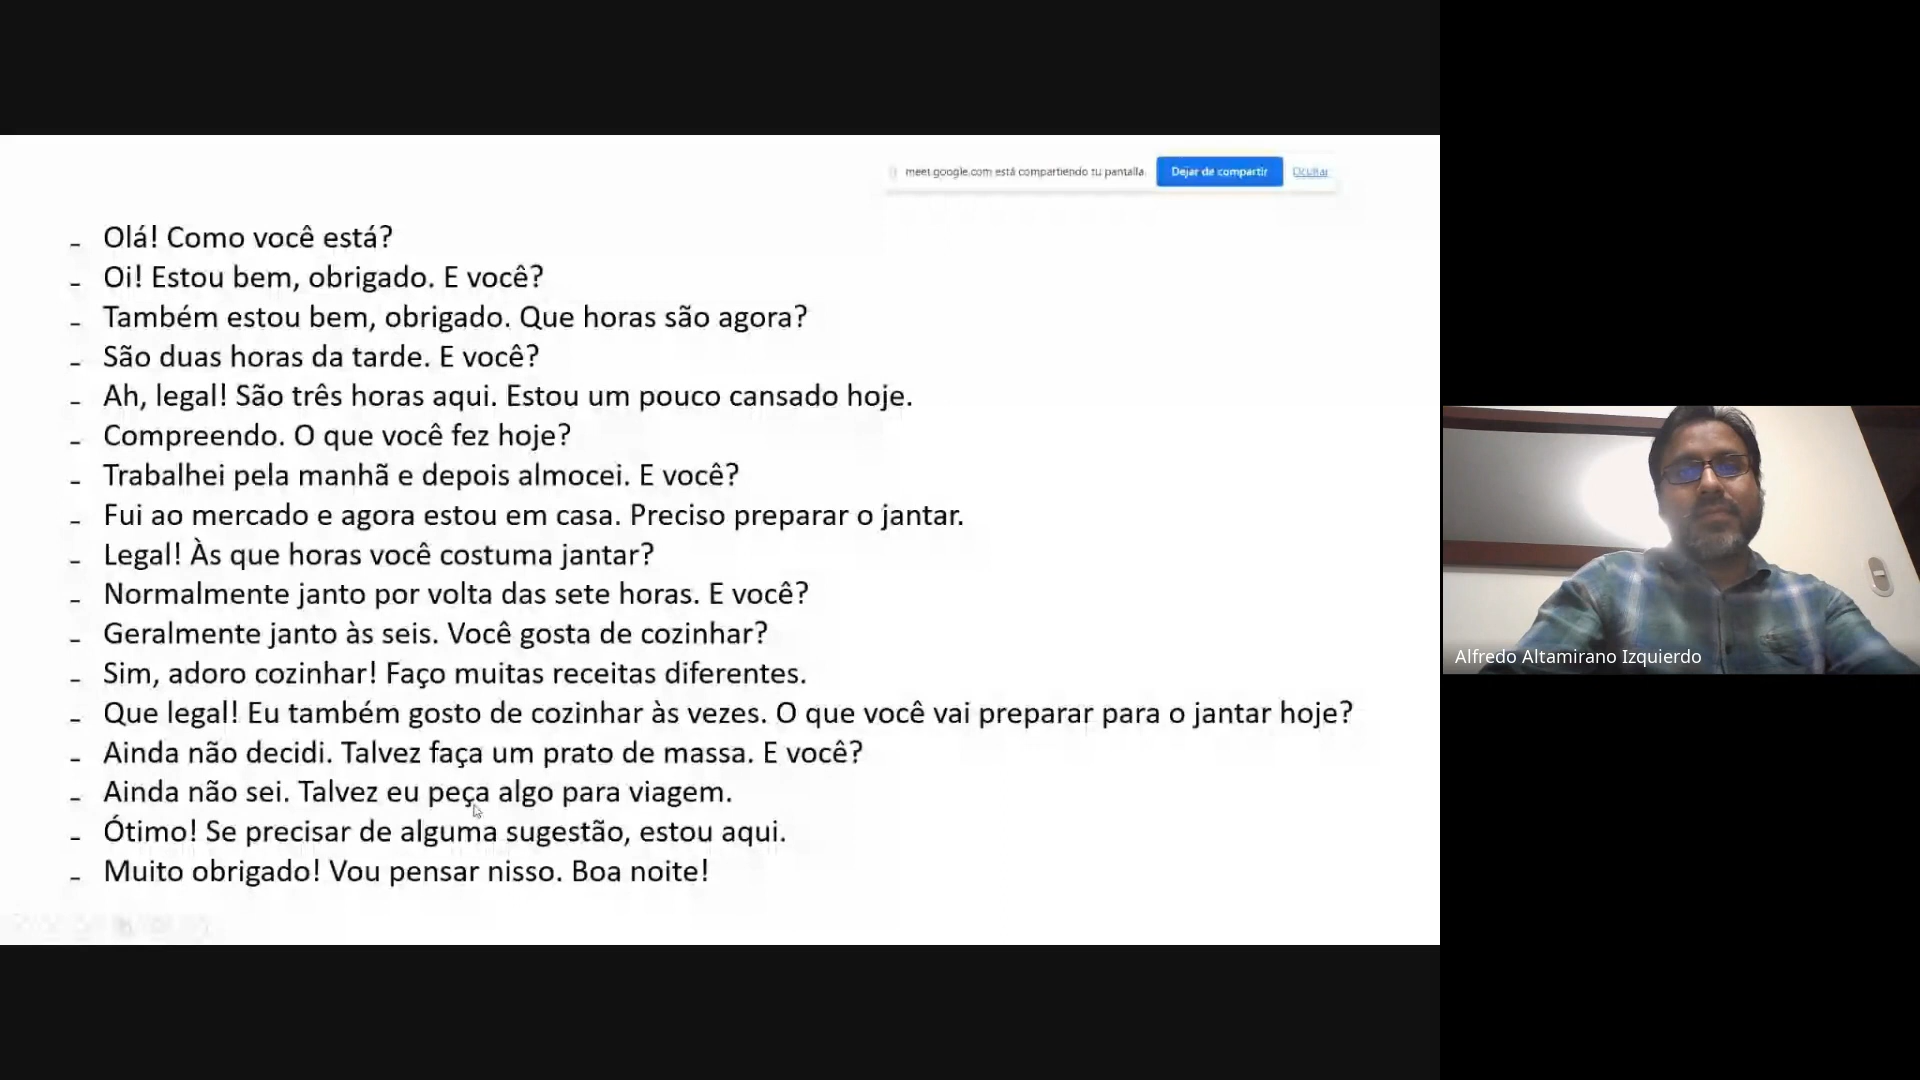 meet.google.com está compartiendo tu pantalla. Dejar de compartir Ocultar
- Olá! Como você está?
- Oi! Estou bem, obrigado. E você?
- Também estou bem, obrigado. Que horas são agora?
- São duas horas da tarde. E você?
- Ah, legal! São três horas aqui. Estou um pouco cansado hoje.
- Compreendo. O que você fez hoje?
- Trabalhei pela manhã e depois almocei. E você?
- Fui ao mercado e agora estou em casa. Preciso preparar o jantar.
- Legal! Às que horas você costuma jantar?
- Normalmente janto por volta das sete horas. E você?
- Geralmente janto às seis. Você gosta de cozinhar?
- Sim, adoro cozinhar! Faço muitas receitas diferentes.
- Que legal! Eu também gosto de cozinhar às vezes. O que você vai preparar para o jantar hoje?
- Ainda não decidi. Talvez faça um prato de massa. E você?
- Ainda não sei. Talvez eu peça algo para viagem.
- Ótimo! Se precisar de alguma sugestão, estou aqui.
- Muito obrigado! Vou pensar nisso. Boa noite!
Alfredo Altamirano Izquierdo